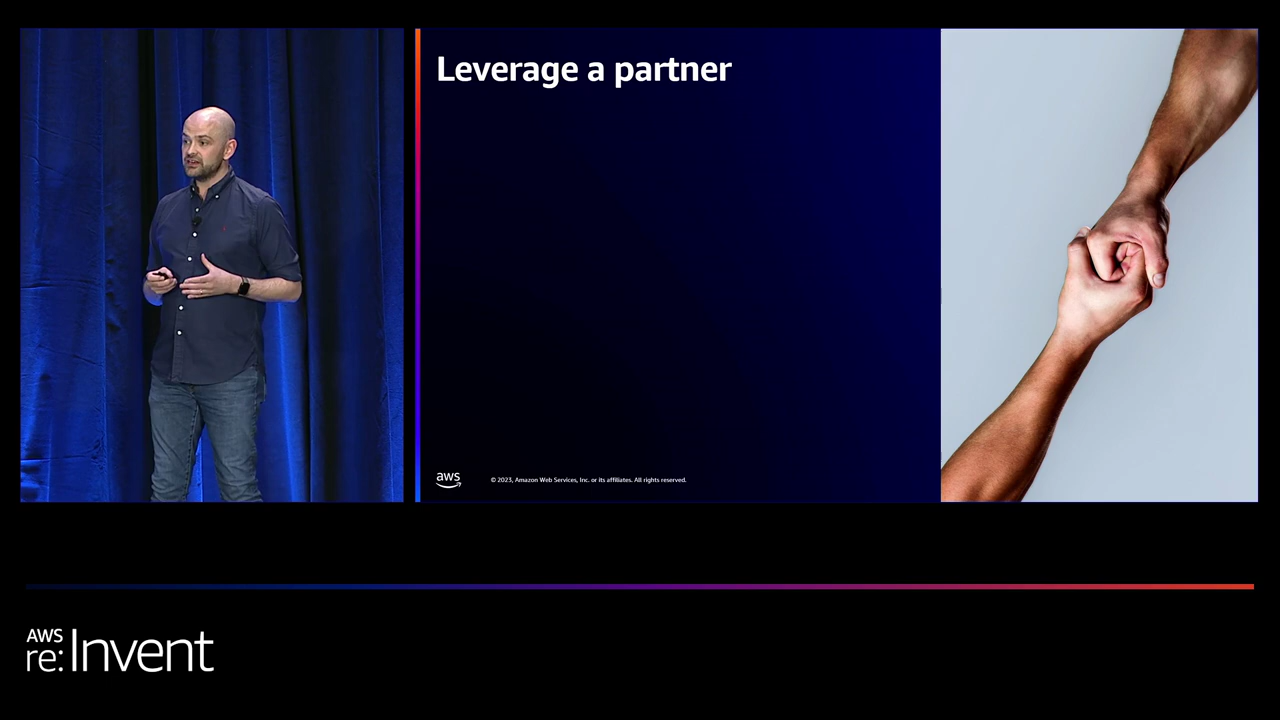 Leverage a partner
aws
© 2023, Amazon Web Services, Inc. or its affiliates. All rights reserved.
AWS
re:Invent